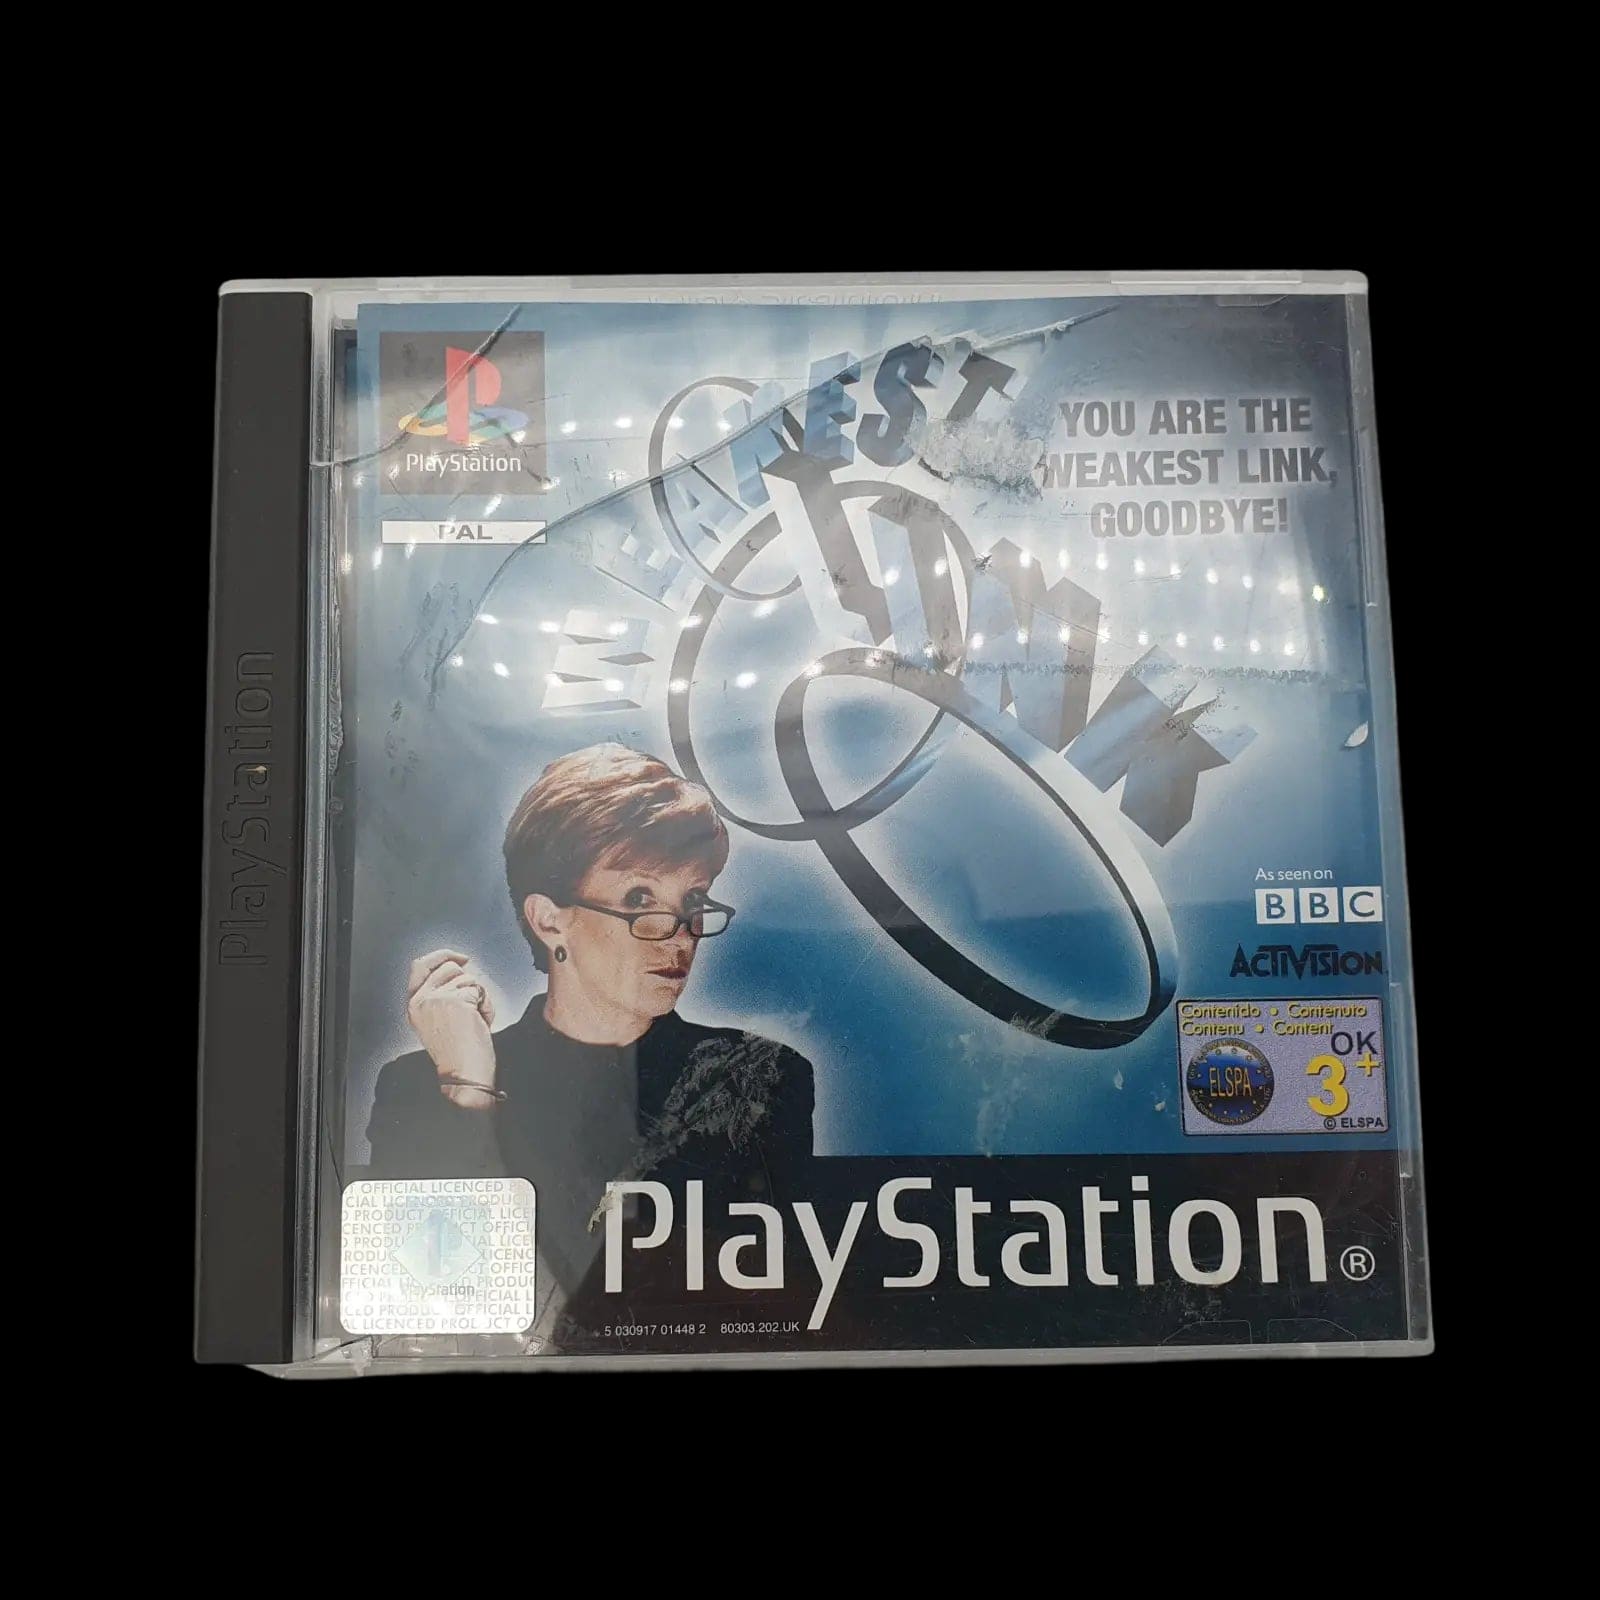 PlayStation
PlayStation
PAL
WEAKEST
LINK
YOU ARE THE
WEAKEST LINK,
GOODBYE!
As seen on
BBC
ACTIVISION
Contenido • Contenuto
Contenu • Content
OK
ELSPA
3+
© ELSPA
OFFICIAL LICENCED PRODUCT
PlayStation
PlayStation®
5 030917 01448 2 80303.202.UK